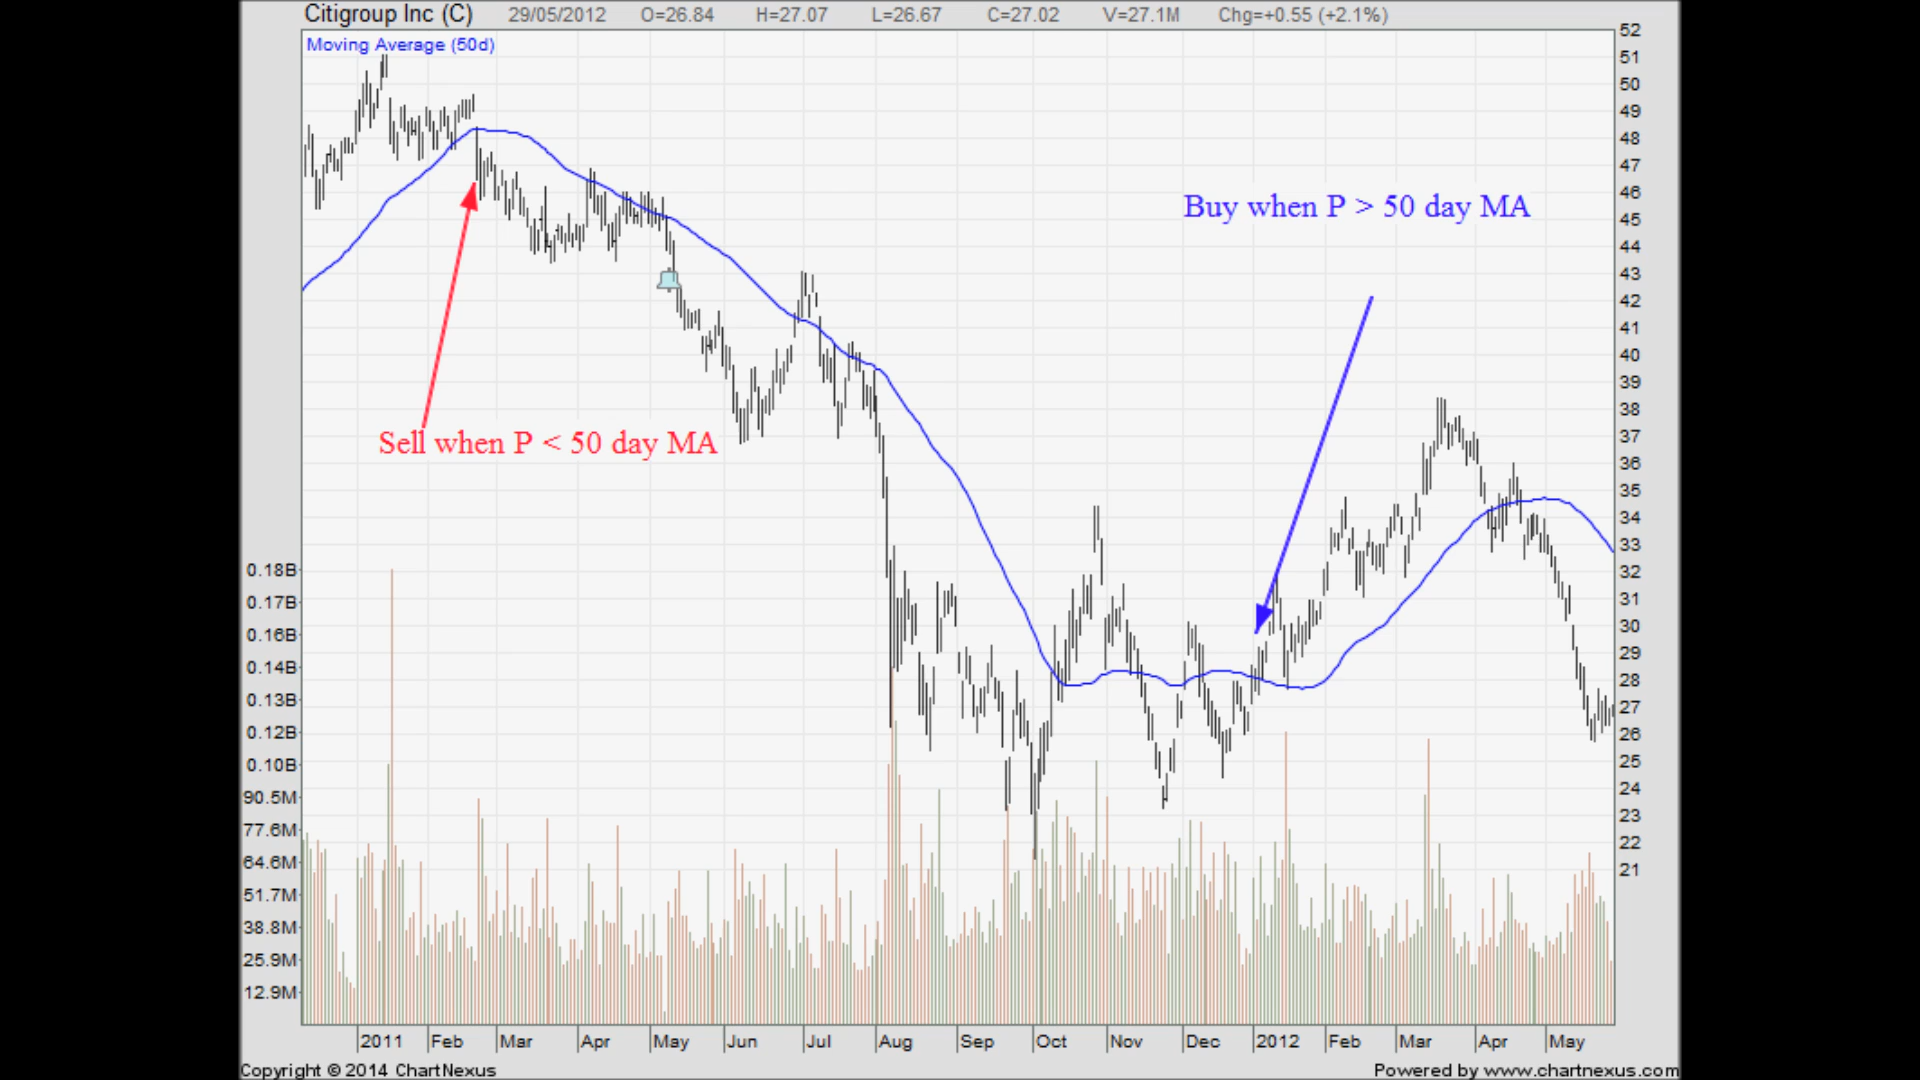 Citigroup Inc (C) 29/05/2012 O=26.84 H=27.07 L=26.67 C=27.02 V=27.1M Chg=+0.55 (+2.1%)
Moving Average (50d)
52
51
50
49
48
47
46
Buy when P > 50 day MA
45
44
43
42
41
40
39
38
Sell when P < 50 day MA
37
36
35
34
33
0.18B 32
0.17B 31
0.16B 30
0.14B 29
28
0.13B 27
0.12B 26
0.10B 25
90.5M 24
23
77.6M 22
64.6M 21
51.7M
38.8M
25.9M
12.9M
2011 Feb Mar Apr May Jun Jul Aug Sep Oct Nov Dec 2012 Feb Mar Apr May
Copyright © 2014 ChartNexus Powered by www.chartnexus.com